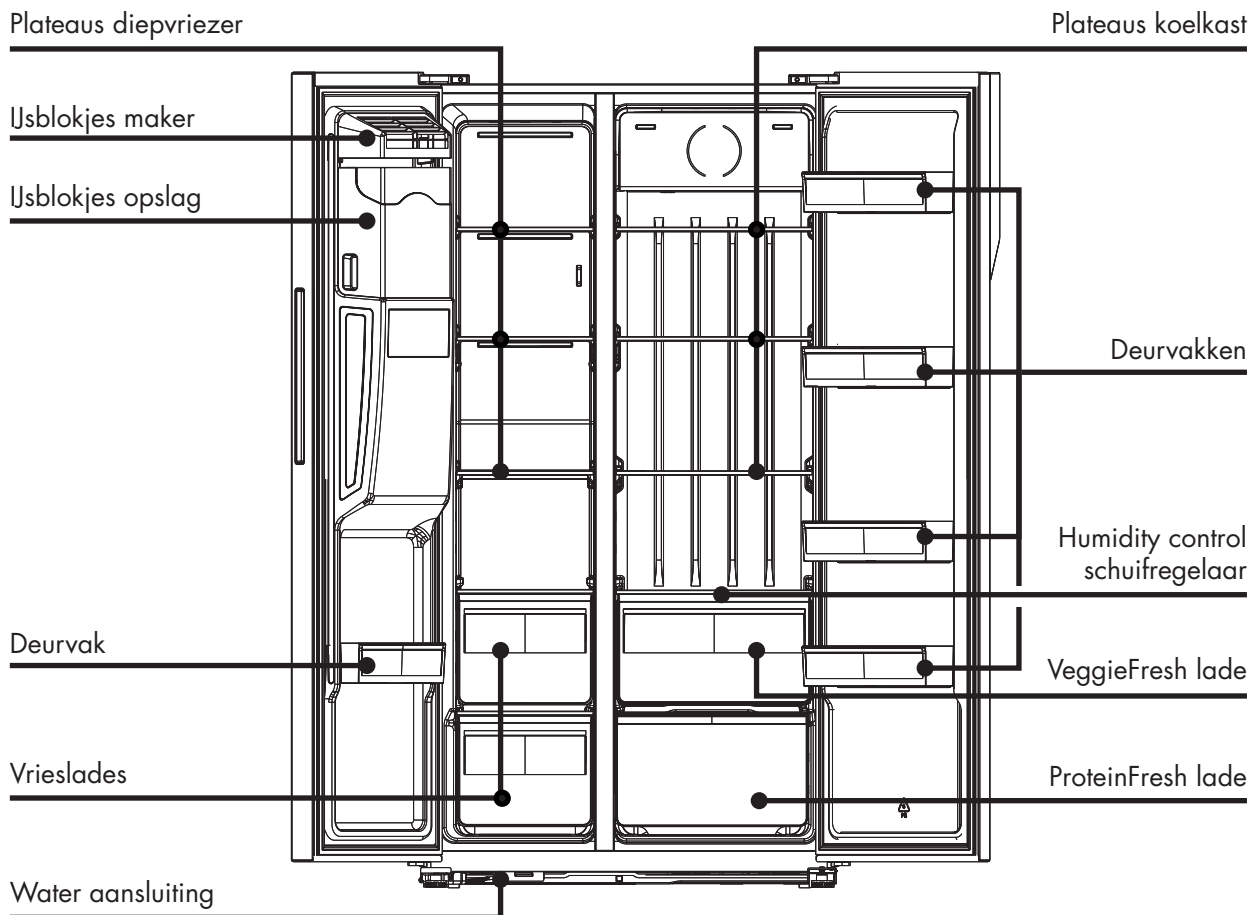 Plateaus diepvriezer
Plateaus koelkast
IJsblokjes maker
IJsblokjes opslag
Deurvakken
Humidity control
schuifregelaar
Deurvak
VeggieFresh lade
Vrieslades
ProteinFresh lade
Water aansluiting